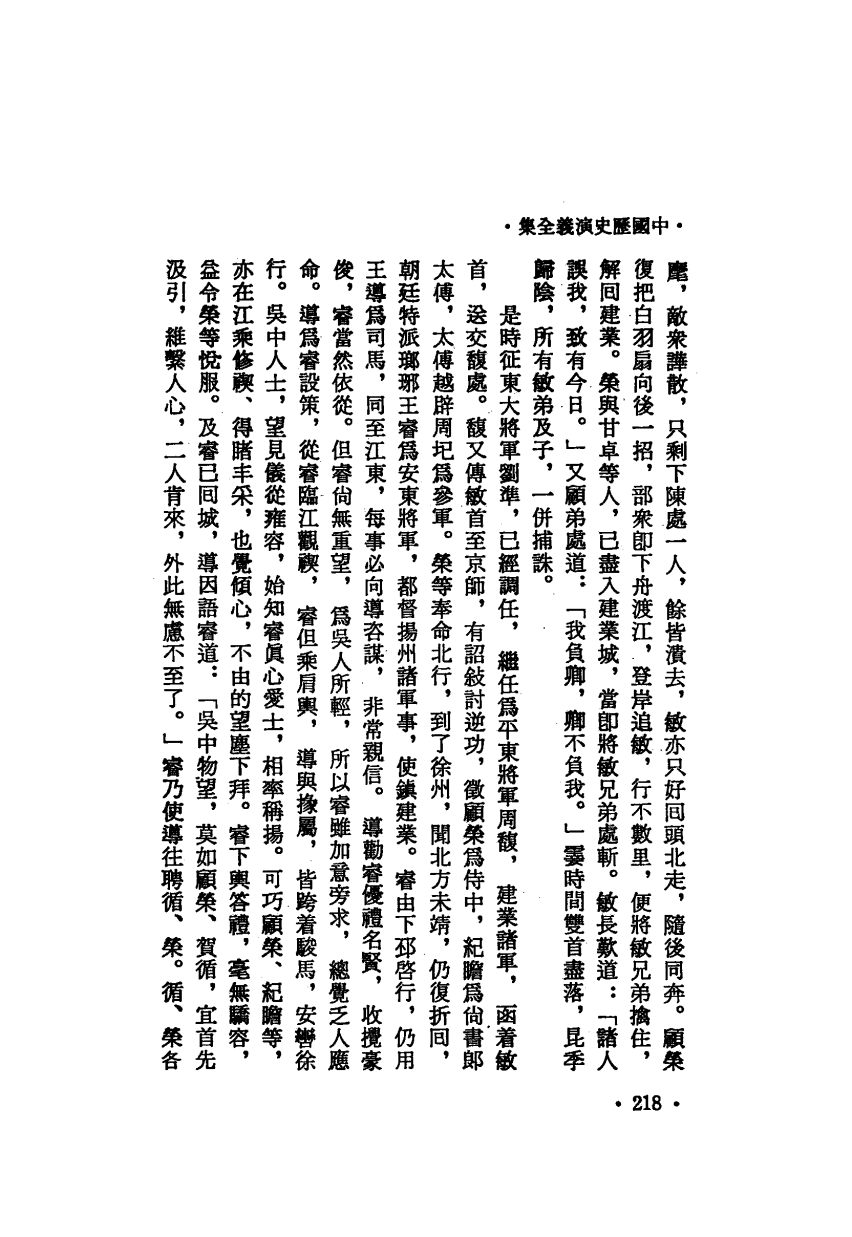 ·中國歷史演義全集·
麾，敵衆譁散，只剩下陳處一人，餘皆潰去，敏亦只好囘頭北走，隨後同奔。顧榮
復把白羽扇向後一招，部衆卽下舟渡江，登岸追敏，行不數里，便將敏兄弟擒住，
解囘建業。榮與甘卓等人，已盡入建業城，當卽將敏兄弟處斬。敏長歎道：「諸人
誤我，致有今日。」又顧弟處道：「我負卿，卿不負我。」霎時間雙首盡落，昆季
歸陰，所有敏弟及子，一併捕誅。
是時征東大將軍劉準，已經調任，繼任爲平東將軍周馥，建業諸軍，函着敏
首，送交馥處。馥又傳敏首至京師，有詔敍討逆功，徵顧榮爲侍中，紀瞻爲尙書郎
太傅，太傅越辟周玘爲參軍。榮等奉命北行，到了徐州，聞北方未靖，仍復折囘，
朝廷特派瑯琊王睿爲安東將軍，都督揚州諸軍事，使鎮建業。睿由下邳啓行，仍用
王導爲司馬，同至江東，每事必向導咨謀，非常親信。導勸睿優禮名賢，收攬豪
俊，睿當然依從。但睿尙無重望，爲吳人所輕，所以睿雖加意旁求，總覺乏人應
命。導爲睿設策，從睿臨江觀禊，睿但乘肩輿，導與掾屬，皆跨着駿馬，安轡徐
行。吳中人士，望見儀從雍容，始知睿眞心愛士，相率稱揚。可巧顧榮、紀瞻等，
亦在江乘修禊、得睹丰采，也覺傾心，不由的望塵下拜。睿下輿答禮，毫無驕容，
益令榮等悅服。及睿已囘城，導因語睿道：「吳中物望，莫如顧榮、賀循，宜首先
汲引，維繫人心，二人肯來，外此無慮不至了。」睿乃使導往聘循、榮。循、榮各
·218·